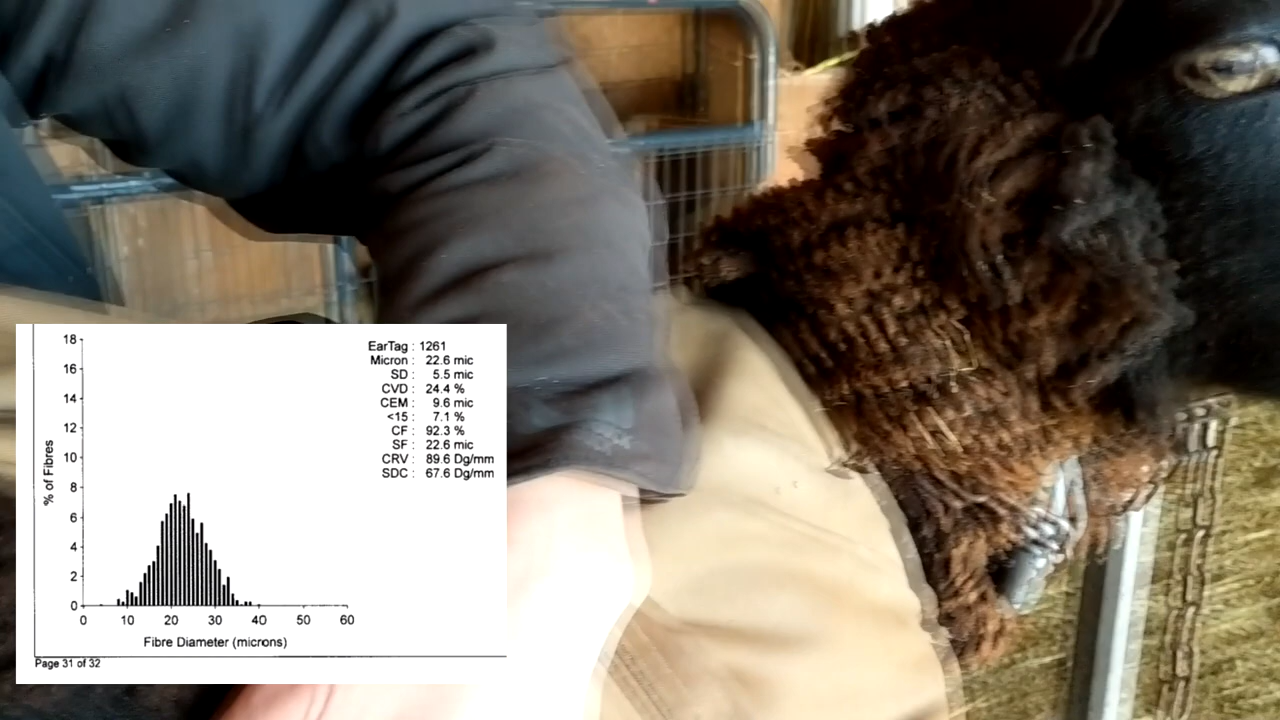 18
16
14
12
10
8
6
4
2
0
% of Fibres
0 10 20 30 40 50 60
Fibre Diameter (microns)
EarTag : 1261
Micron : 22.6 mic
SD : 5.5 mic
CVD : 24.4 %
CEM : 9.6 mic
<15 : 7.1 %
CF : 92.3 %
SF : 22.6 mic
CRV : 89.6 Dg/mm
SDC : 67.6 Dg/mm
Page 31 of 32